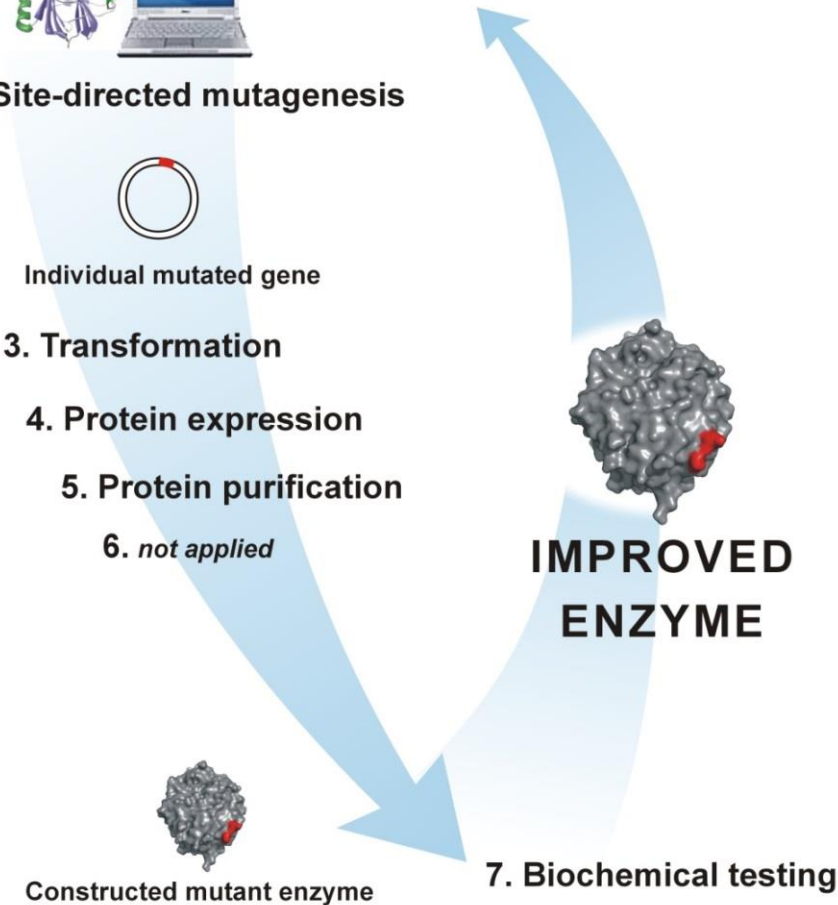 Site-directed mutagenesis
Individual mutated gene
3. Transformation
4. Protein expression
5. Protein purification
6. not applied
IMPROVED
ENZYME
7. Biochemical testing
Constructed mutant enzyme